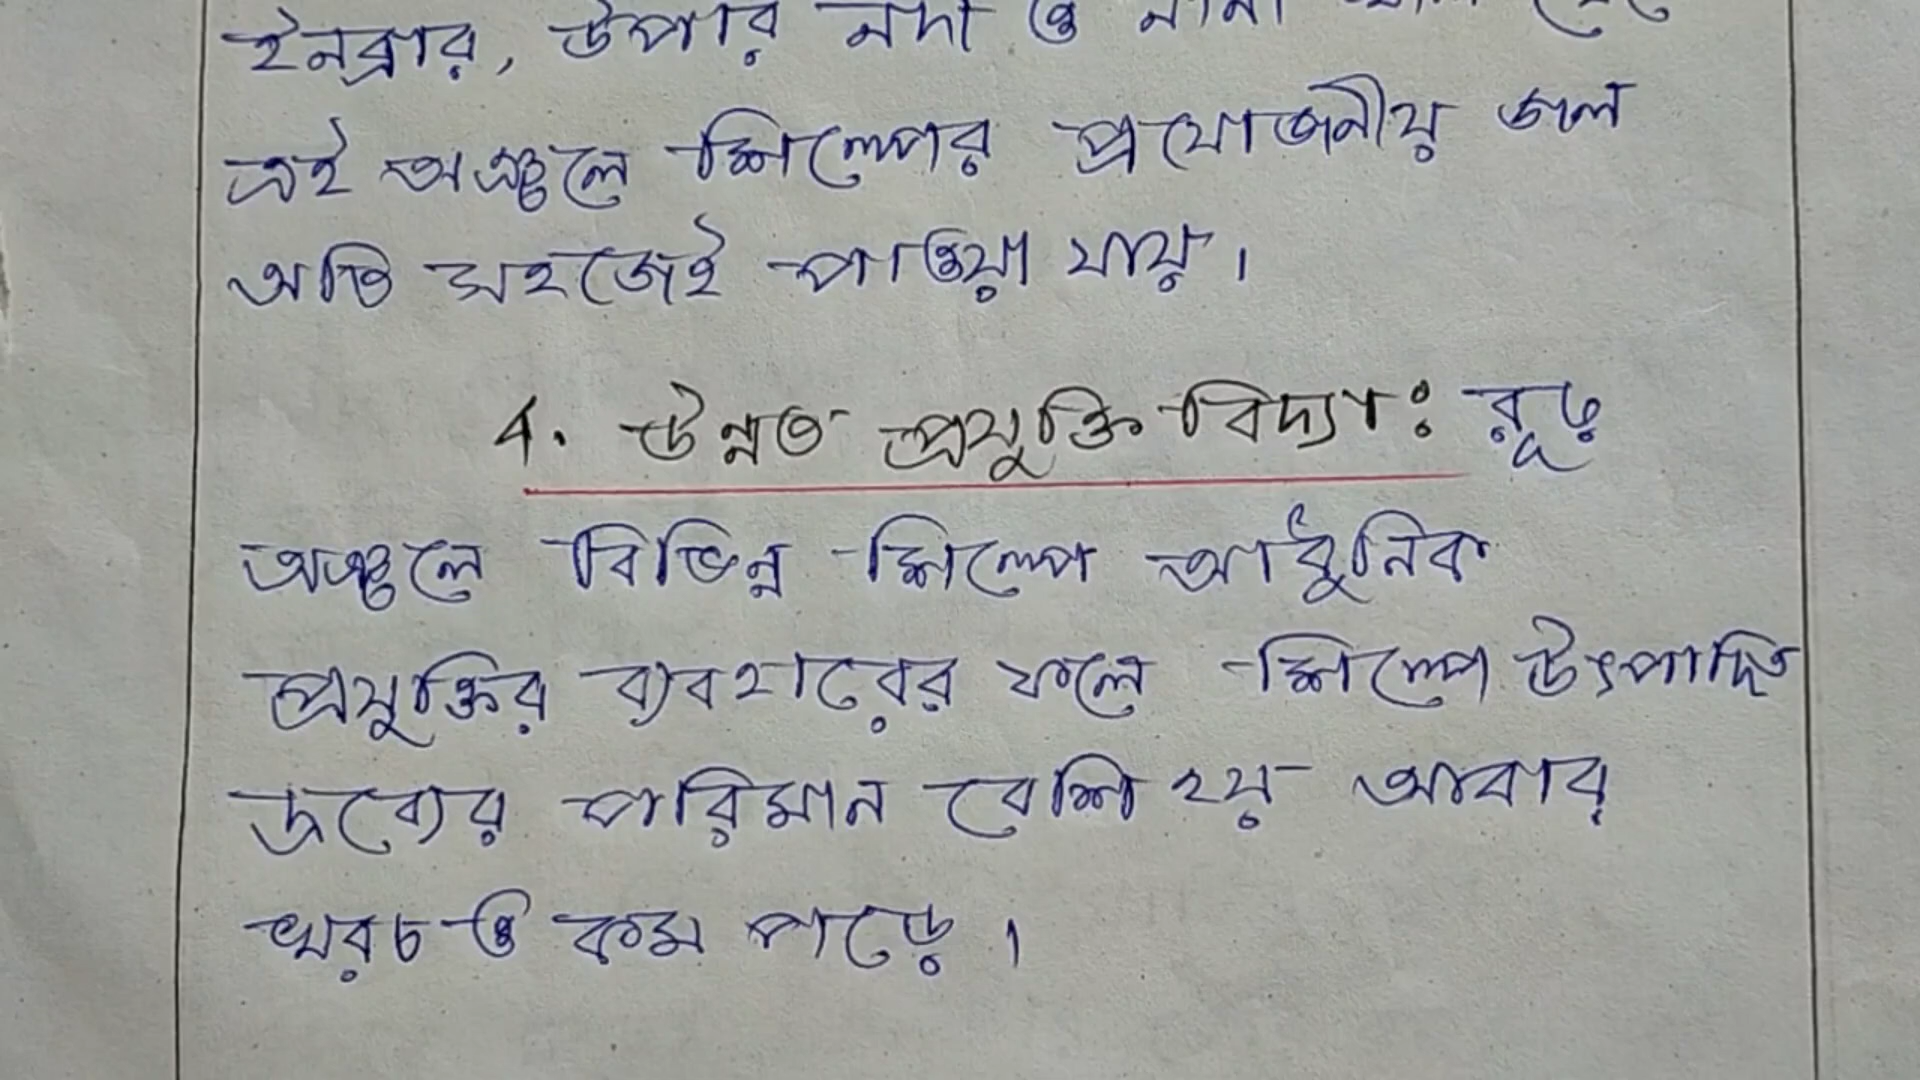 ইনব্রার, উপার নদী ও নানা
এই অঞ্চলে শিল্পের প্রযোজনীয় জল
অতি সহজেই পাওয়া যায়।
4. উন্নত প্রযুক্তিবিদ্যাঃ রূঢ়
অঞ্চলে বিভিন্ন শিল্পে আধুনিক
প্রযুক্তির ব্যবহারের ফলে শিল্পে উৎপাদিত
দ্রব্যের পরিমান বেশি হয় আবার
খরচ ও কম পড়ে।